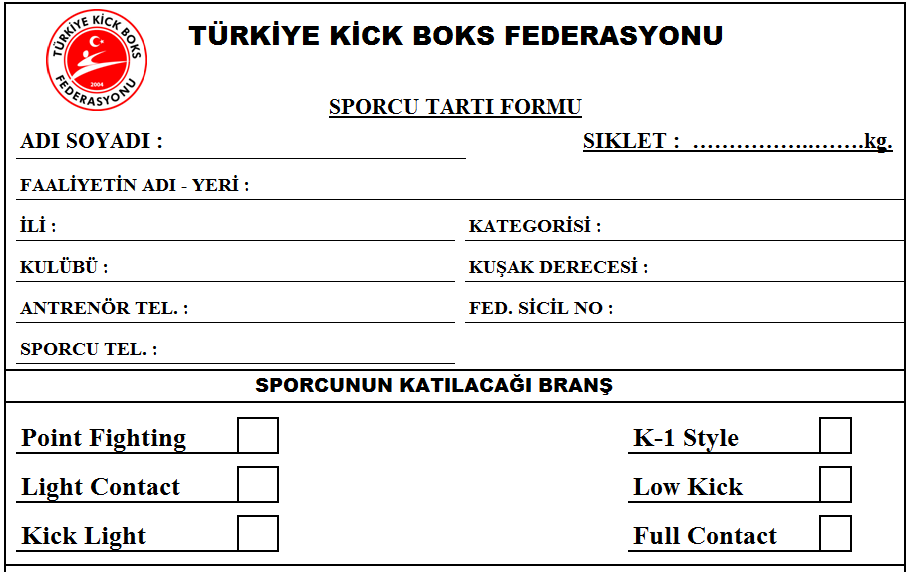 TÜRKİYE KİCK BOKS FEDERASYONU
2004
TÜRKİYE KİCK BOKS FEDERASYONU
SPORCU TARTI FORMU
ADI SOYADI :
SIKLET : ……………..…….kg.
FAALİYETİN ADI - YERİ :
İLİ :
KATEGORİSİ :
KULÜBÜ :
KUŞAK DERECESİ :
ANTRENÖR TEL. :
FED. SİCİL NO :
SPORCU TEL. :
SPORCUNUN KATILACAĞI BRANŞ
Point Fighting
K-1 Style
Light Contact
Low Kick
Kick Light
Full Contact